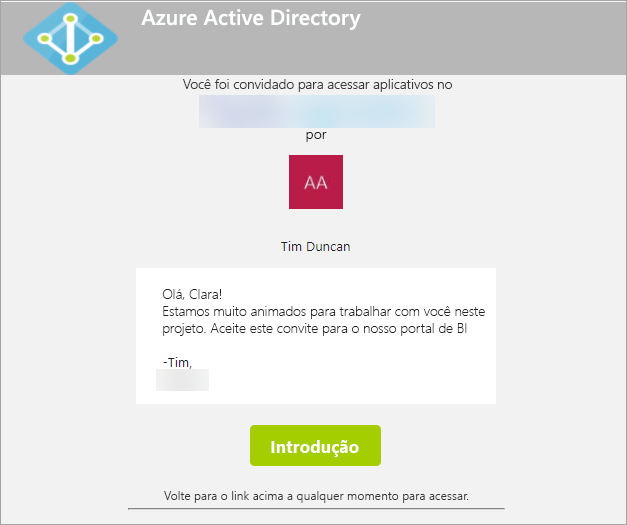 Azure Active Directory
Você foi convidado para acessar aplicativos no
por
AA
Tim Duncan
Olá, Clara!
Estamos muito animados para trabalhar com você neste
projeto. Aceite este convite para o nosso portal de BI
-Tim,
Introdução
Volte para o link acima a qualquer momento para acessar.